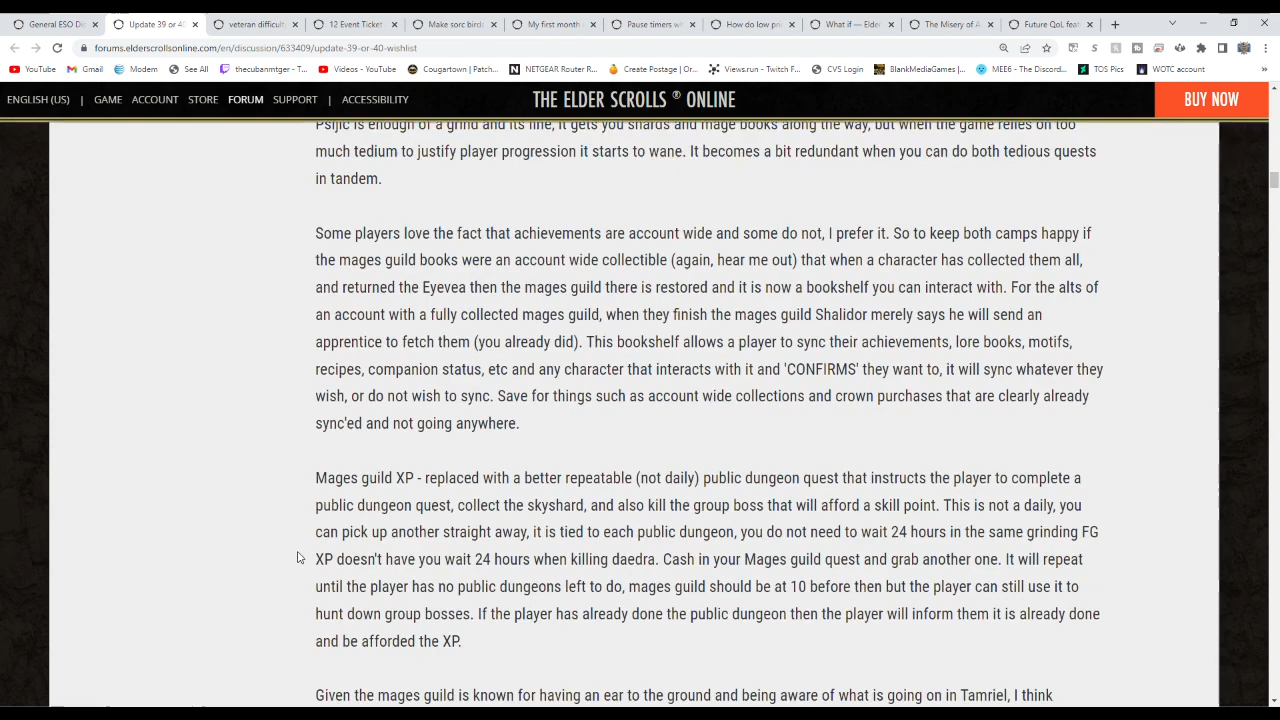 General ESO Di
Update 39 or 40
veteran difficult
12 Event Ticket
Make sorc bird
My first month
Pause timers wi
How do low pri
What if — Elde
The Misery of A
Future QoL feat
forums.elderscrollsonline.com/en/discussion/633409/update-39-or-40-wishlist
YouTube Gmail Modem See All thecubanmtger - T... Videos - YouTube Cougartown | Patch... NETGEAR Router R... Create Postage | Or... Views.run - Twitch F... CVS Login BlankMediaGames |... MEE6 - The Discord... TOS Pics WOTC account »
ENGLISH (US) GAME ACCOUNT STORE FORUM SUPPORT | ACCESSIBILITY THE ELDER SCROLLS ® ONLINE BUY NOW
Psijic is enough of a grind and its fine, it gets you shards and mage books along the way, but when the game relies on too
much tedium to justify player progression it starts to wane. It becomes a bit redundant when you can do both tedious quests
in tandem.
Some players love the fact that achievements are account wide and some do not, I prefer it. So to keep both camps happy if
the mages guild books were an account wide collectible (again, hear me out) that when a character has collected them all,
and returned the Eyevea then the mages guild there is restored and it is now a bookshelf you can interact with. For the alts of
an account with a fully collected mages guild, when they finish the mages guild Shalidor merely says he will send an
apprentice to fetch them (you already did). This bookshelf allows a player to sync their achievements, lore books, motifs,
recipes, companion status, etc and any character that interacts with it and 'CONFIRMS' they want to, it will sync whatever they
wish, or do not wish to sync. Save for things such as account wide collections and crown purchases that are clearly already
sync'ed and not going anywhere.
Mages guild XP - replaced with a better repeatable (not daily) public dungeon quest that instructs the player to complete a
public dungeon quest, collect the skyshard, and also kill the group boss that will afford a skill point. This is not a daily, you
can pick up another straight away, it is tied to each public dungeon, you do not need to wait 24 hours in the same grinding FG
XP doesn't have you wait 24 hours when killing daedra. Cash in your Mages guild quest and grab another one. It will repeat
until the player has no public dungeons left to do, mages guild should be at 10 before then but the player can still use it to
hunt down group bosses. If the player has already done the public dungeon then the player will inform them it is already done
and be afforded the XP.
Given the mages guild is known for having an ear to the ground and being aware of what is going on in Tamriel, I think